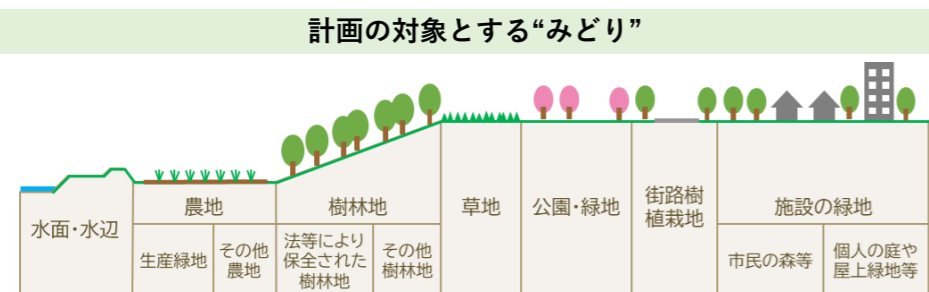 計画の対象とする“みどり”
水面・水辺
農地
樹林地
草地
公園・緑地
街路樹
植栽地
施設の緑地
生産緑地
その他
農地
法等により
保全された
樹林地
その他
樹林地
市民の森等
個人の庭や
屋上緑地等